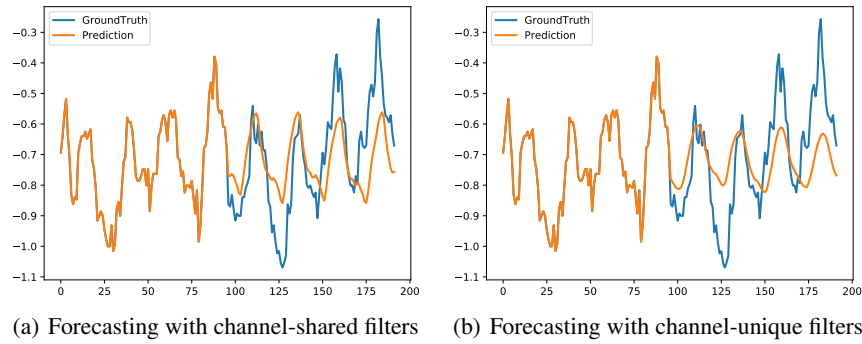 GroundTruth
Prediction
−0.3
−0.4
−0.5
−0.6
−0.7
−0.8
−0.9
−1.0
−1.1
0 25 50 75 100 125 150 175 200
(a) Forecasting with channel-shared filters
GroundTruth
Prediction
−0.3
−0.4
−0.5
−0.6
−0.7
−0.8
−0.9
−1.0
−1.1
0 25 50 75 100 125 150 175 200
(b) Forecasting with channel-unique filters